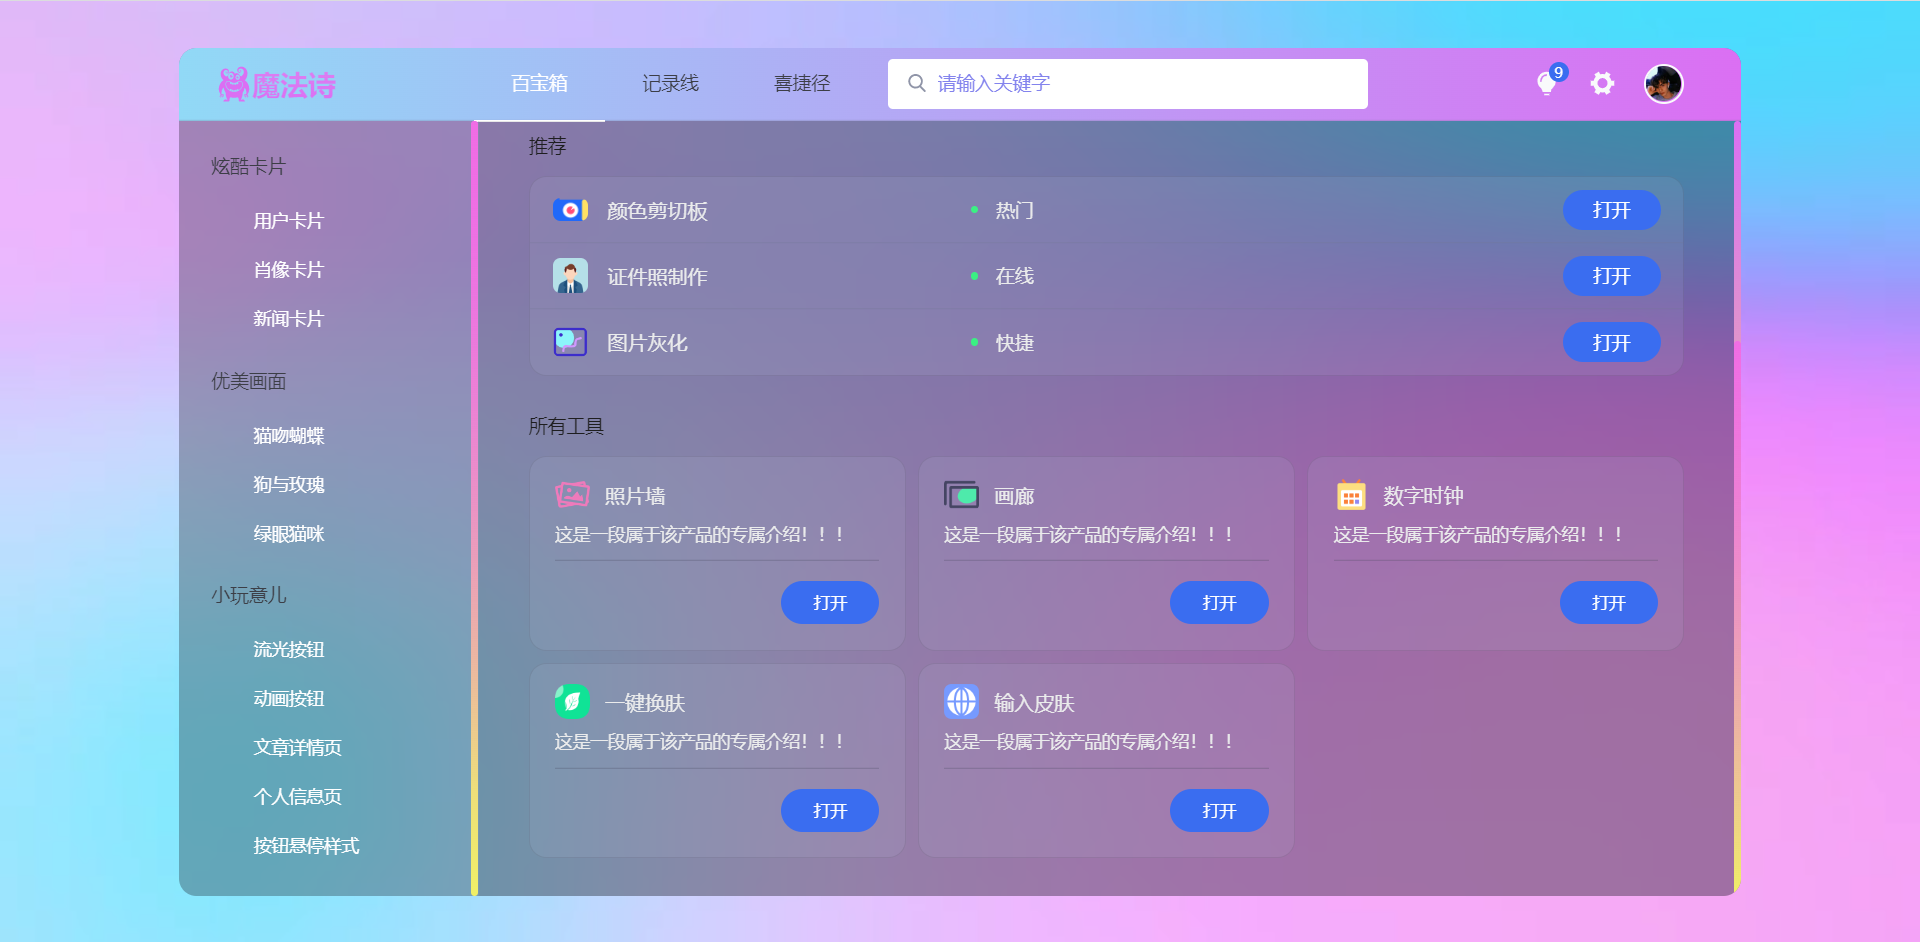 魔法诗
百宝箱
记录线
喜捷径
请输入关键字
9
炫酷卡片
用户卡片
肖像卡片
新闻卡片
优美画面
猫吻蝴蝶
狗与玫瑰
绿眼猫咪
小玩意儿
流光按钮
动画按钮
文章详情页
个人信息页
按钮悬停样式
推荐
颜色剪切板
热门
打开
证件照制作
在线
打开
图片灰化
快捷
打开
所有工具
照片墙
这是一段属于该产品的专属介绍！！！
打开
画廊
这是一段属于该产品的专属介绍！！！
打开
数字时钟
这是一段属于该产品的专属介绍！！！
打开
一键换肤
这是一段属于该产品的专属介绍！！！
打开
输入皮肤
这是一段属于该产品的专属介绍！！！
打开